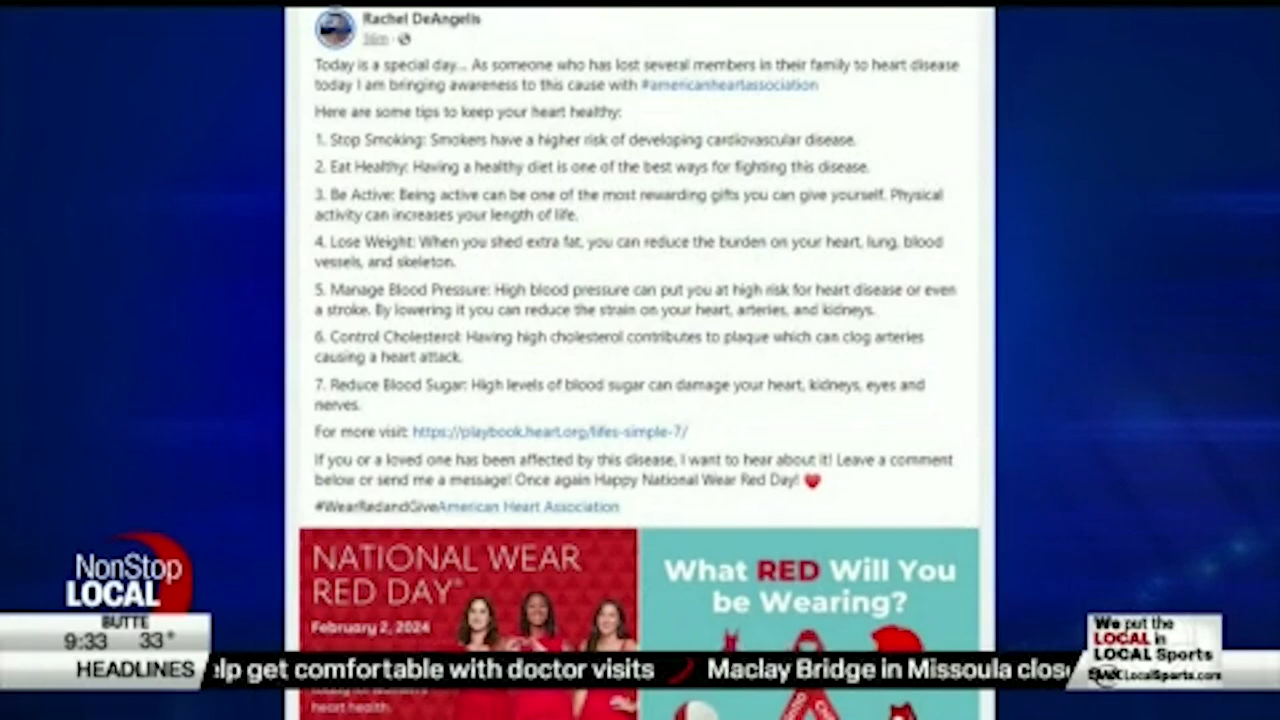 Rachel DeAngelis
36m
Today is a special day... As someone who has lost several members in their family to heart disease
today I am bringing awareness to this cause with #americanheartassociation
Here are some tips to keep your heart healthy:
1. Stop Smoking: Smokers have a higher risk of developing cardiovascular disease.
2. Eat Healthy: Having a healthy diet is one of the best ways for fighting this disease.
3. Be Active: Being active can be one of the most rewarding gifts you can give yourself. Physical
activity can increases your length of life.
4. Lose Weight: When you shed extra fat, you can reduce the burden on your heart, lung, blood
vessels, and skeleton.
5. Manage Blood Pressure: High blood pressure can put you at high risk for heart disease or even
a stroke. By lowering it you can reduce the strain on your heart, arteries, and kidneys.
6. Control Cholesterol: Having high cholesterol contributes to plaque which can clog arteries
causing a heart attack.
7. Reduce Blood Sugar: High levels of blood sugar can damage your heart, kidneys, eyes and
nerves.
For more visit: https://playbook.heart.org/lifes-simple-7/
If you or a loved one has been affected by this disease, I want to hear about it! Leave a comment
below or send me a message! Once again Happy National Wear Red Day! ❤
#WearRedandGiveAmerican Heart Association
NATIONAL WEAR
RED DAY®
February 2, 2024
heart health.
What RED Will You
be Wearing?
NonStop
LOCAL
BUTTE
9:33 33°
HEADLINES
elp get comfortable with doctor visits
Maclay Bridge in Missoula clos
We put the
LOCAL in
LOCAL Sports
SWXLocalSports.com